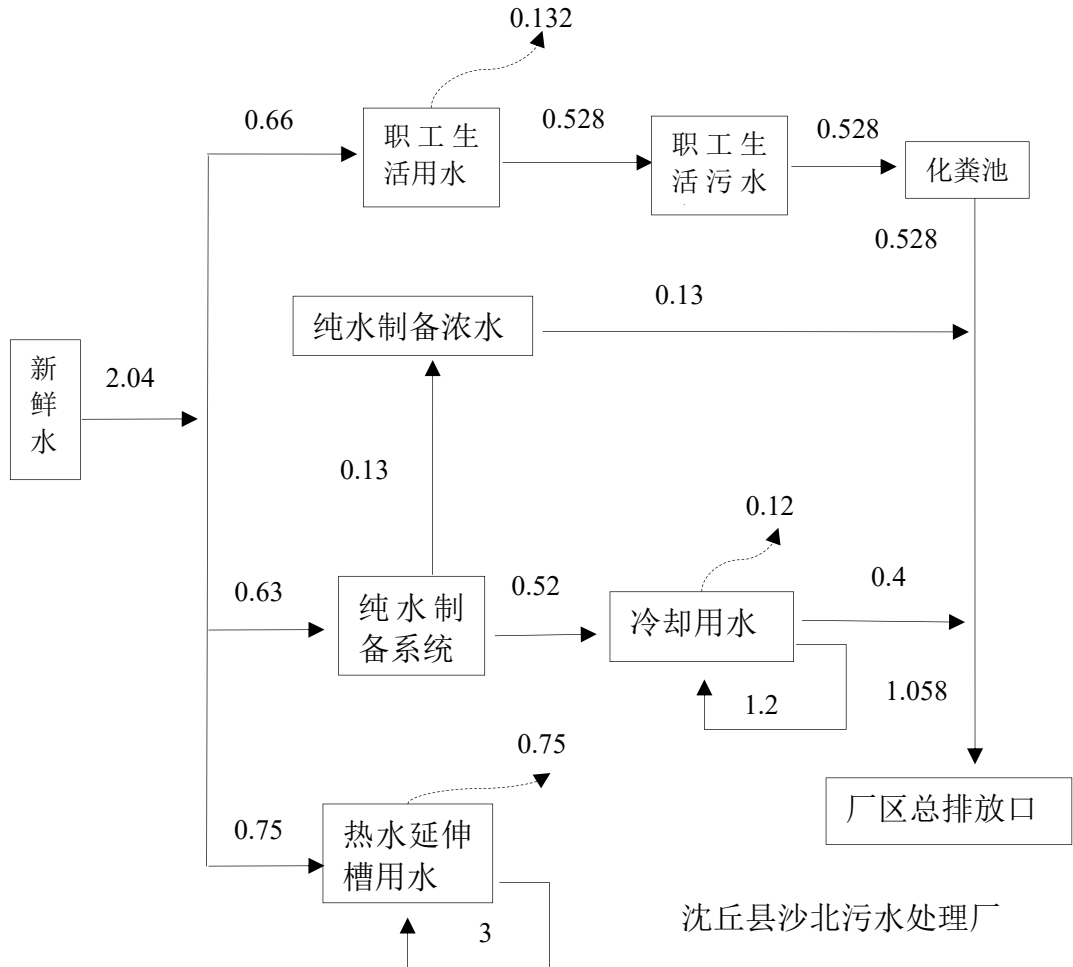 0.132
0.66
职工生
活用水
0.528
职工生
活污水
0.528
化粪池
0.528
纯水制备浓水
0.13
新
鲜
水
2.04
0.13
0.12
0.63
纯水制
备系统
0.52
冷却用水
0.4
1.2
1.058
0.75
厂区总排放口
0.75
热水延伸
槽用水
3
沈丘县沙北污水处理厂